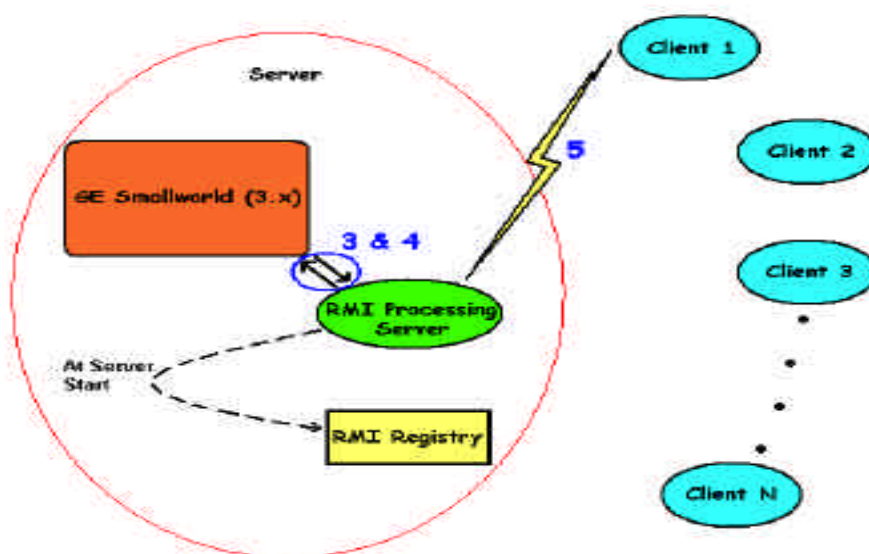 Client 1
Server
5
Client 2
GE Smallworld (3.x)
3 & 4
Client 3
RMI Processing
Server
At Server
Start
RMI Registry
Client N